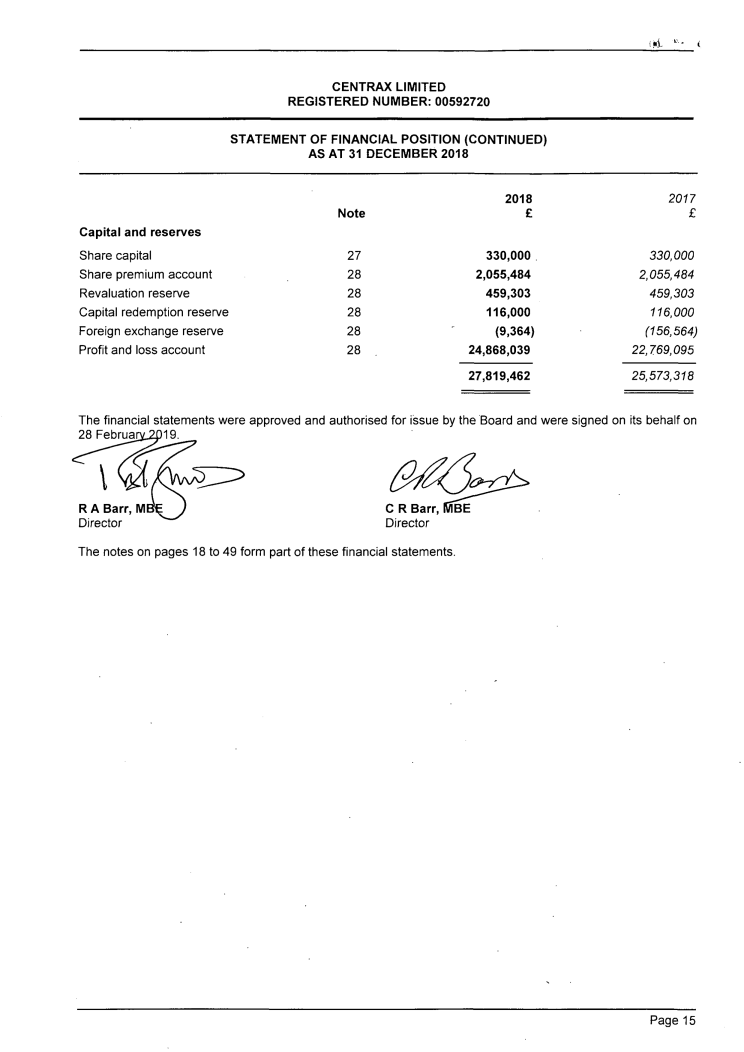 CENTRAX LIMITED
REGISTERED NUMBER: 00592720
STATEMENT OF FINANCIAL POSITION (CONTINUED)
AS AT 31 DECEMBER 2018
2018 2017
Note £ £
Capital and reserves
Share capital 27 330,000 330,000
Share premium account 28 2,055,484 2,055,484
Revaluation reserve 28 459,303 459,303
Capital redemption reserve 28 116,000 116,000
Foreign exchange reserve 28 (9,364) (156,564)
Profit and loss account 28 24,868,039 22,769,095
27,819,462 25,573,318
The financial statements were approved and authorised for issue by the Board and were signed on its behalf on
28 February 2019.
R A Barr, MBE C R Barr, MBE
Director Director
The notes on pages 18 to 49 form part of these financial statements.
Page 15